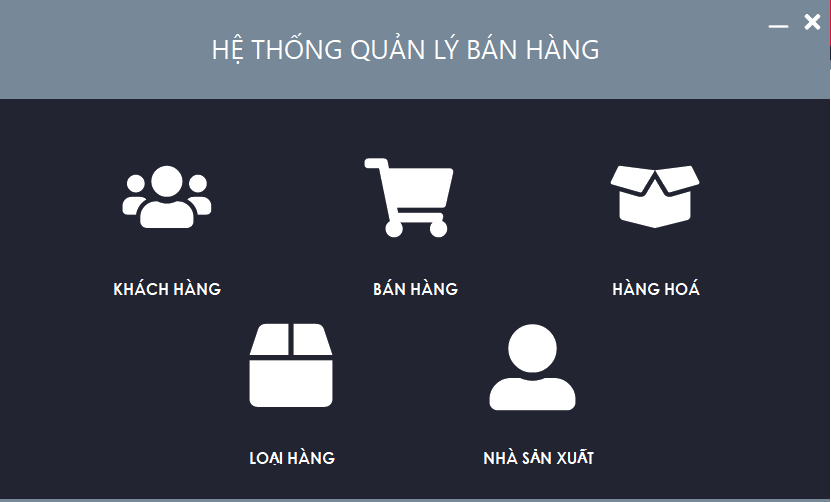 HỆ THỐNG QUẢN LÝ BÁN HÀNG
KHÁCH HÀNG
BÁN HÀNG
HÀNG HOÁ
LOẠI HÀNG
NHÀ SẢN XUẤT